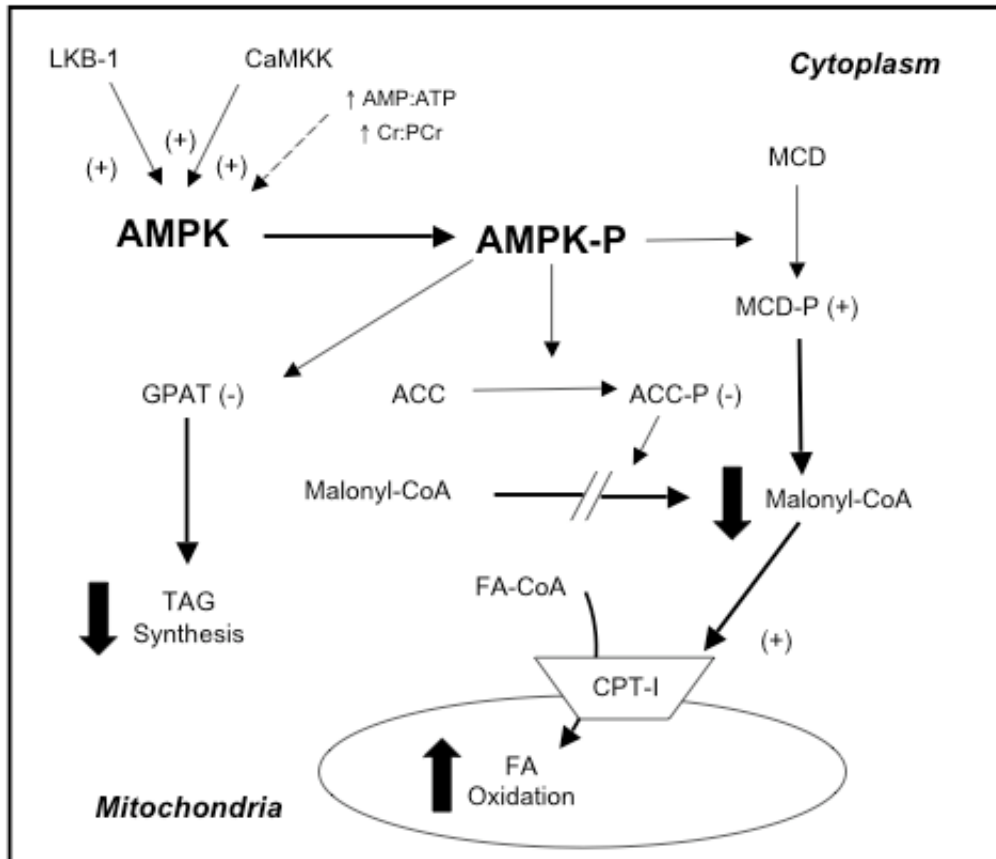 LKB-1
CaMKK
Cytoplasm
↑ AMP:ATP
↑ Cr:PCr
(+)
(+)
(+)
MCD
AMPK
AMPK-P
MCD-P (+)
GPAT (-)
ACC
ACC-P (-)
Malonyl-CoA
Malonyl-CoA
FA-CoA
TAG
Synthesis
(+)
CPT-I
FA
Oxidation
Mitochondria